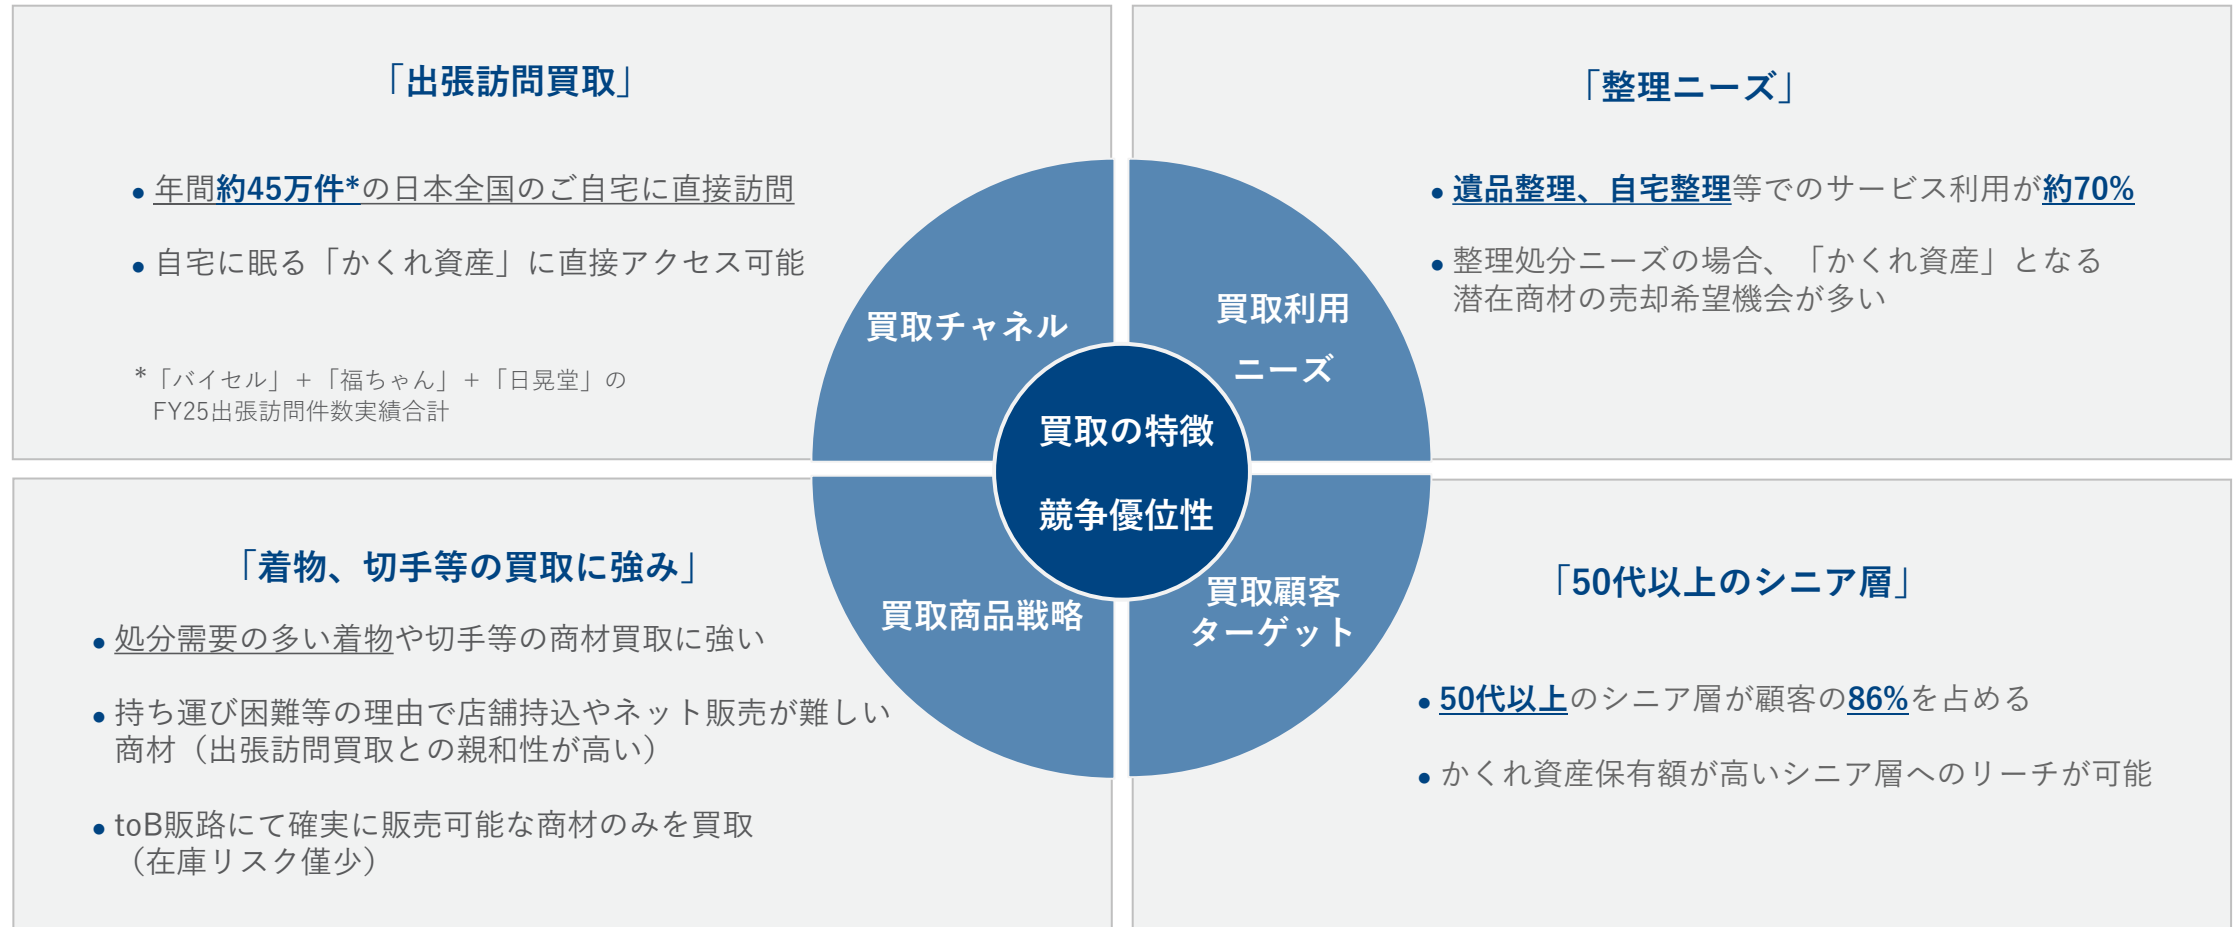 「出張訪問買取」
● 年間約45万件*の日本全国のご自宅に直接訪問
● 自宅に眠る「かくれ資産」に直接アクセス可能
*「バイセル」+「福ちゃん」+「日晃堂」の
FY25出張訪問件数実績合計
買取チャネル
「整理ニーズ」
● 遺品整理、自宅整理等でのサービス利用が約70%
● 整理処分ニーズの場合、「かくれ資産」となる
潜在商材の売却希望機会が多い
買取利用
ニーズ
買取の特徴
競争優位性
「着物、切手等の買取に強み」
● 処分需要の多い着物や切手等の商材買取に強い
● 持ち運び困難等の理由で店舗持込やネット販売が難しい
商材（出張訪問買取との親和性が高い）
● toB販路にて確実に販売可能な商材のみを買取
（在庫リスク僅少）
買取商品戦略
買取顧客
ターゲット
「50代以上のシニア層」
● 50代以上のシニア層が顧客の86%を占める
● かくれ資産保有額が高いシニア層へのリーチが可能